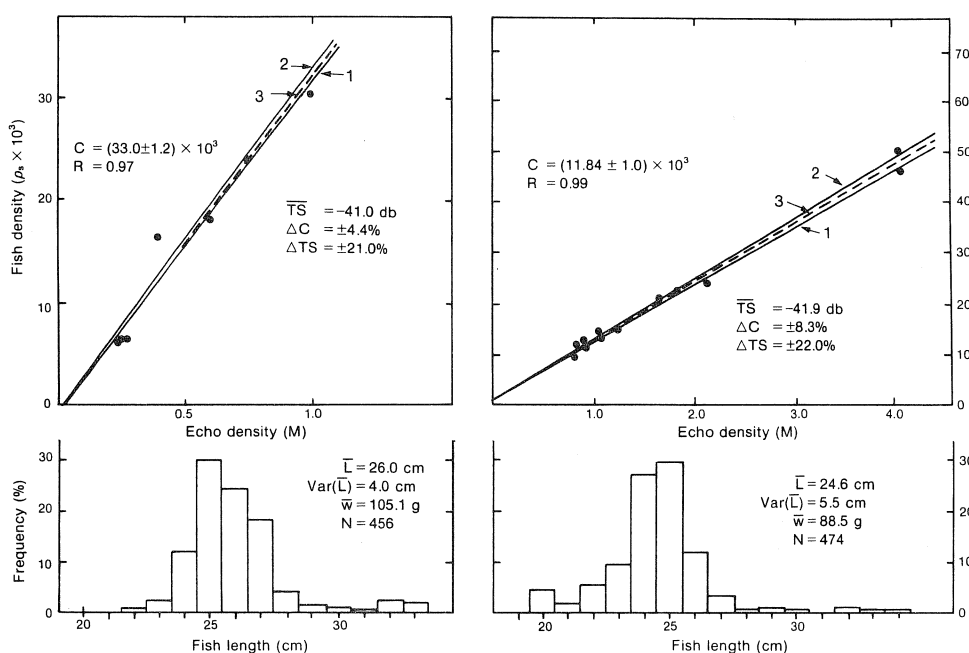 Fish density (ρs × 10³)
30
20
10
0
C = (33.0±1.2) × 10³
R = 0.97
2
1
3
TS = –41.0 db
ΔC = ±4.4%
ΔTS = ±21.0%
0.5 1.0
Echo density (M)
70
60
50
40
30
20
10
0
C = (11.84 ± 1.0) × 10³
R = 0.99
2
3
1
TS = –41.9 db
ΔC = ±8.3%
ΔTS = ±22.0%
1.0 2.0 3.0 4.0
Echo density (M)
Frequency (%)
30
20
10
0
L̅ = 26.0 cm
Var(L̅) = 4.0 cm
w̅ = 105.1 g
N = 456
20 25 30
Fish length (cm)
30
20
10
0
L̅ = 24.6 cm
Var(L̅) = 5.5 cm
w̅ = 88.5 g
N = 474
20 25 30
Fish length (cm)